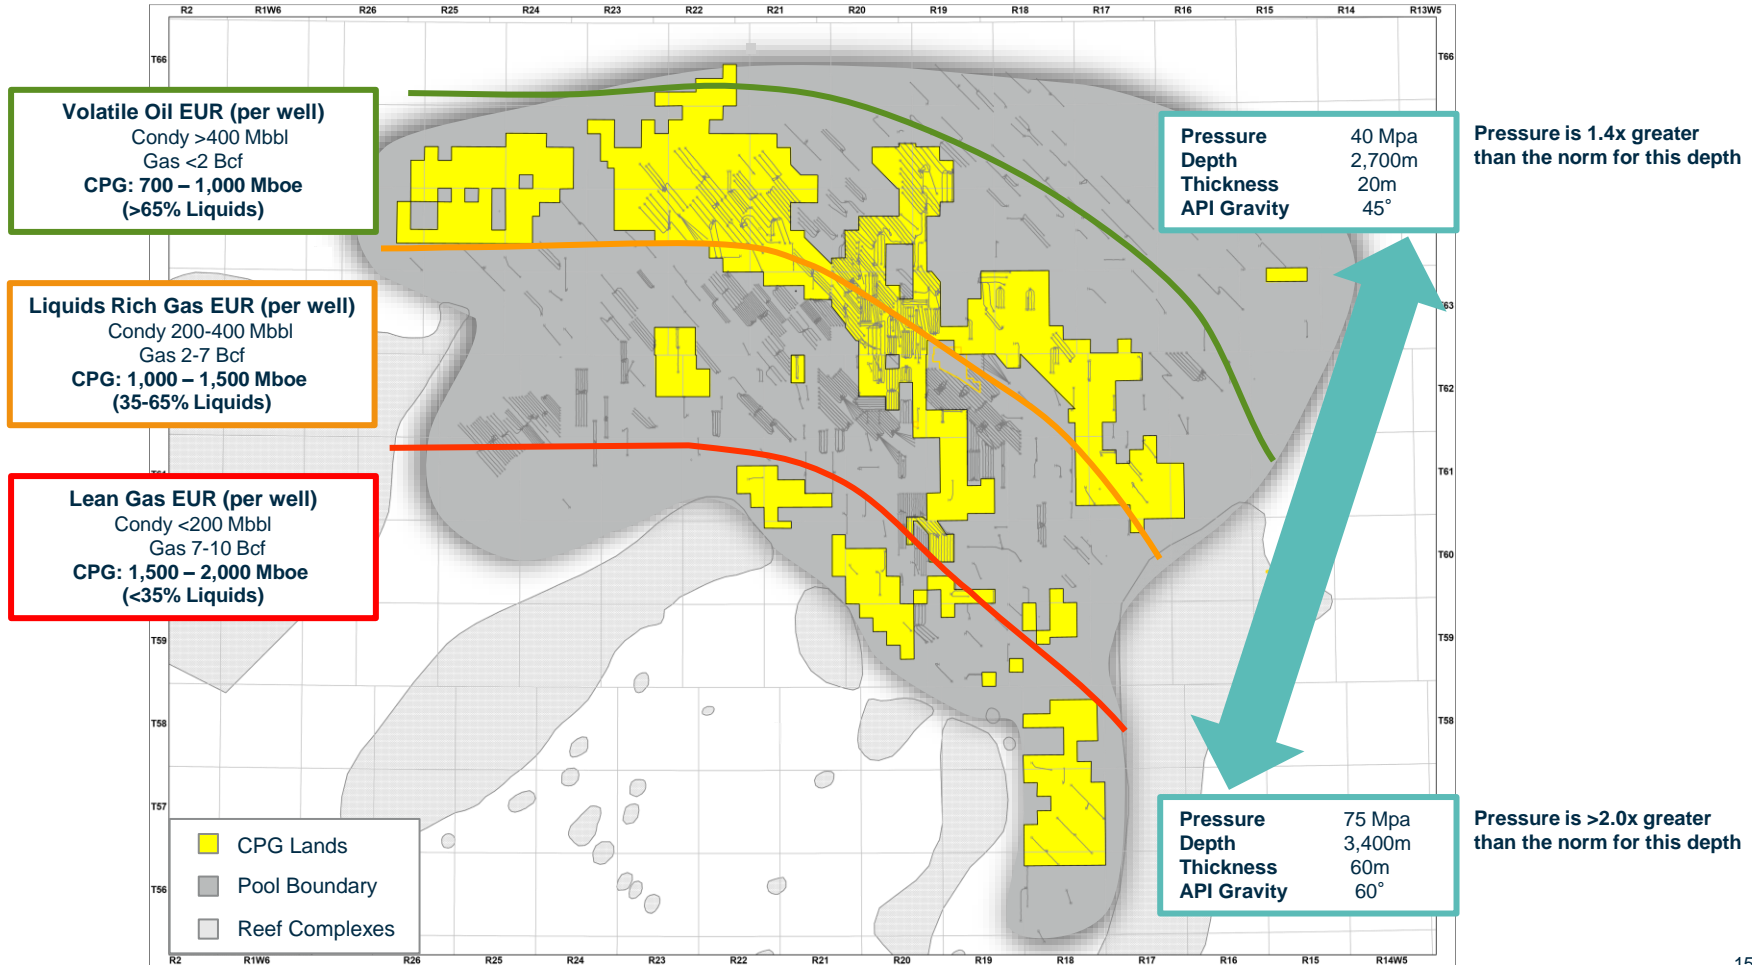 R2 R1W6 R26 R25 R24 R23 R22 R21 R20 R19 R18 R17 R16 R15 R14 R13W5
T66 T66
Volatile Oil EUR (per well)
Condy >400 Mbbl
Gas <2 Bcf
CPG: 700 – 1,000 Mboe
(>65% Liquids)
Pressure 40 Mpa
Depth 2,700m
Thickness 20m
API Gravity 45°
Pressure is 1.4x greater
than the norm for this depth
Liquids Rich Gas EUR (per well)
Condy 200-400 Mbbl
Gas 2-7 Bcf
CPG: 1,000 – 1,500 Mboe
(35-65% Liquids)
63
T62
Lean Gas EUR (per well)
Condy <200 Mbbl
Gas 7-10 Bcf
CPG: 1,500 – 2,000 Mboe
(<35% Liquids)
T61
T60
T59 T59
T58 T58
T57
T56
Pressure 75 Mpa
Depth 3,400m
Thickness 60m
API Gravity 60°
Pressure is >2.0x greater
than the norm for this depth
CPG Lands
Pool Boundary
Reef Complexes
R2 R1W6 R26 R25 R24 R23 R22 R21 R20 R19 R18 R17 R16 R15 R14W5
15